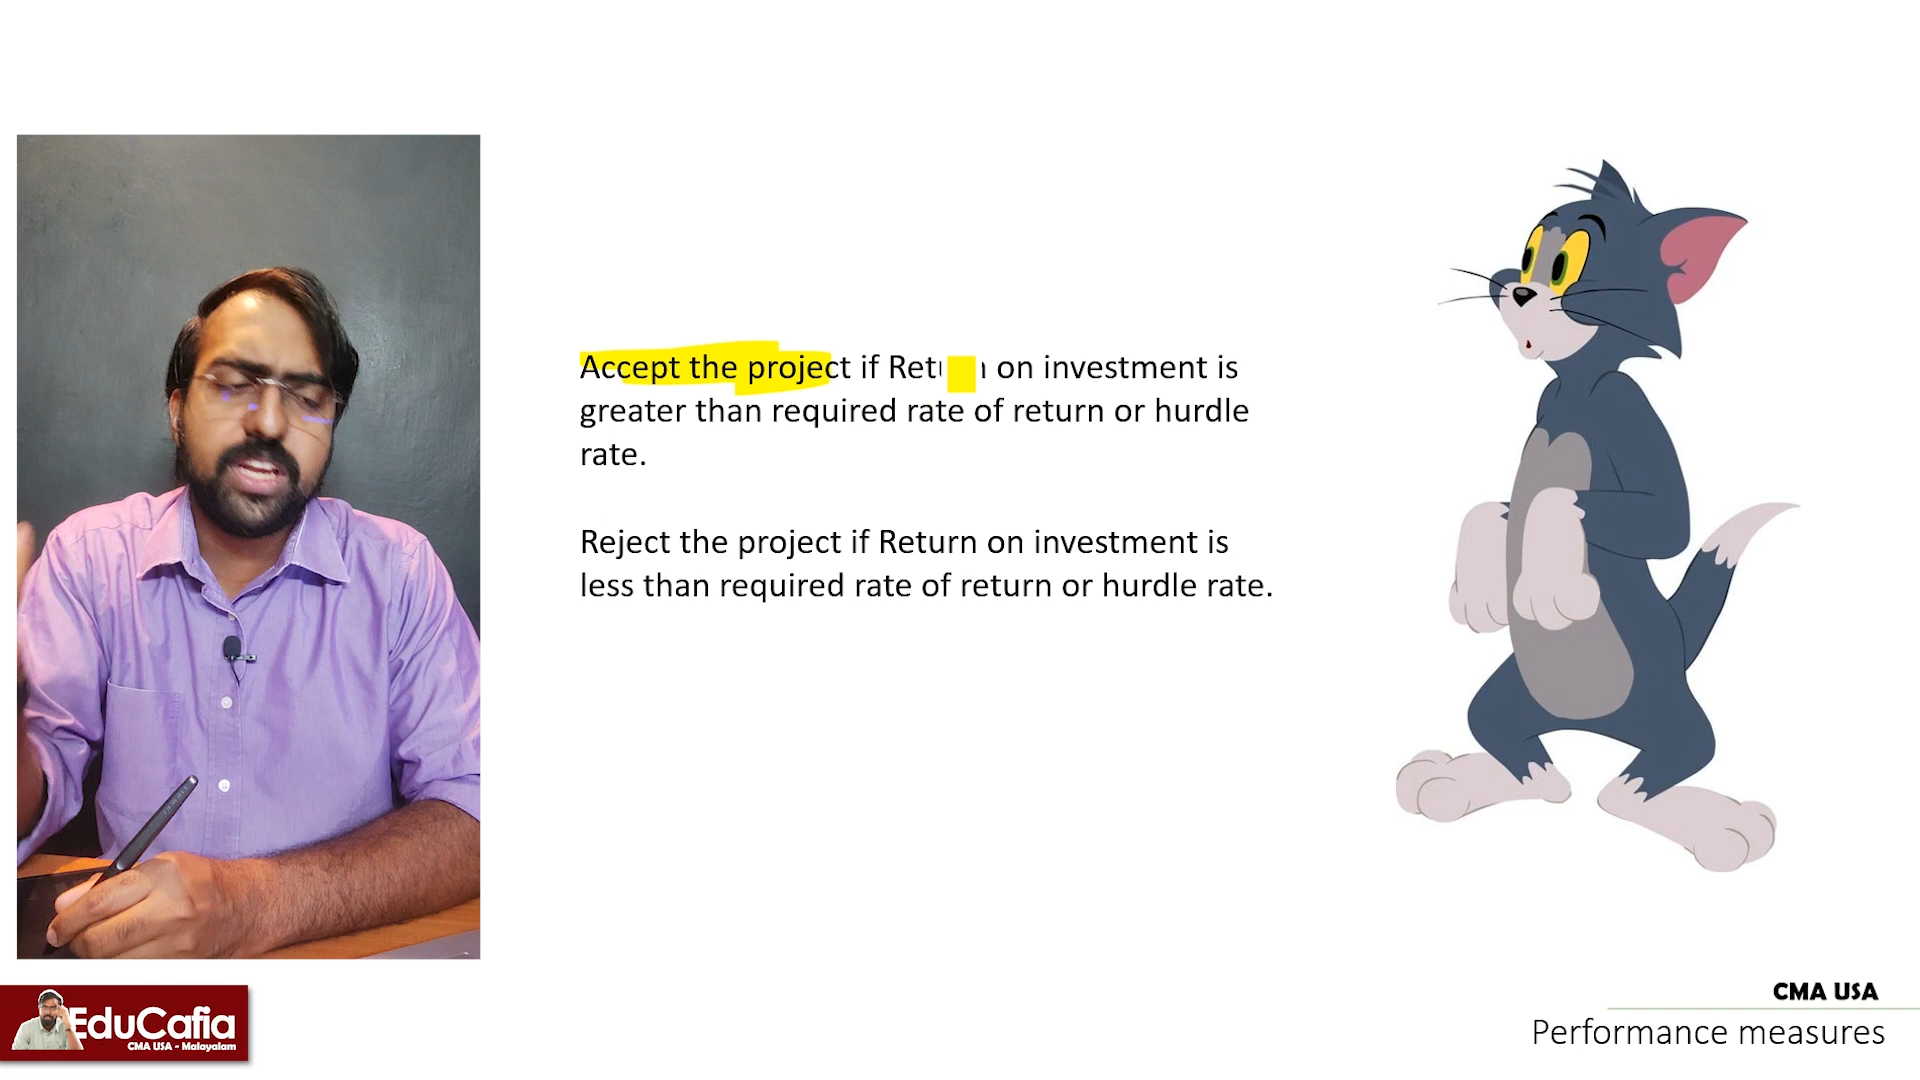 Accept the project if Return on investment is
greater than required rate of return or hurdle
rate.
Reject the project if Return on investment is
less than required rate of return or hurdle rate.
EduCafia
CMA USA - Malayalam
CMA USA
Performance measures